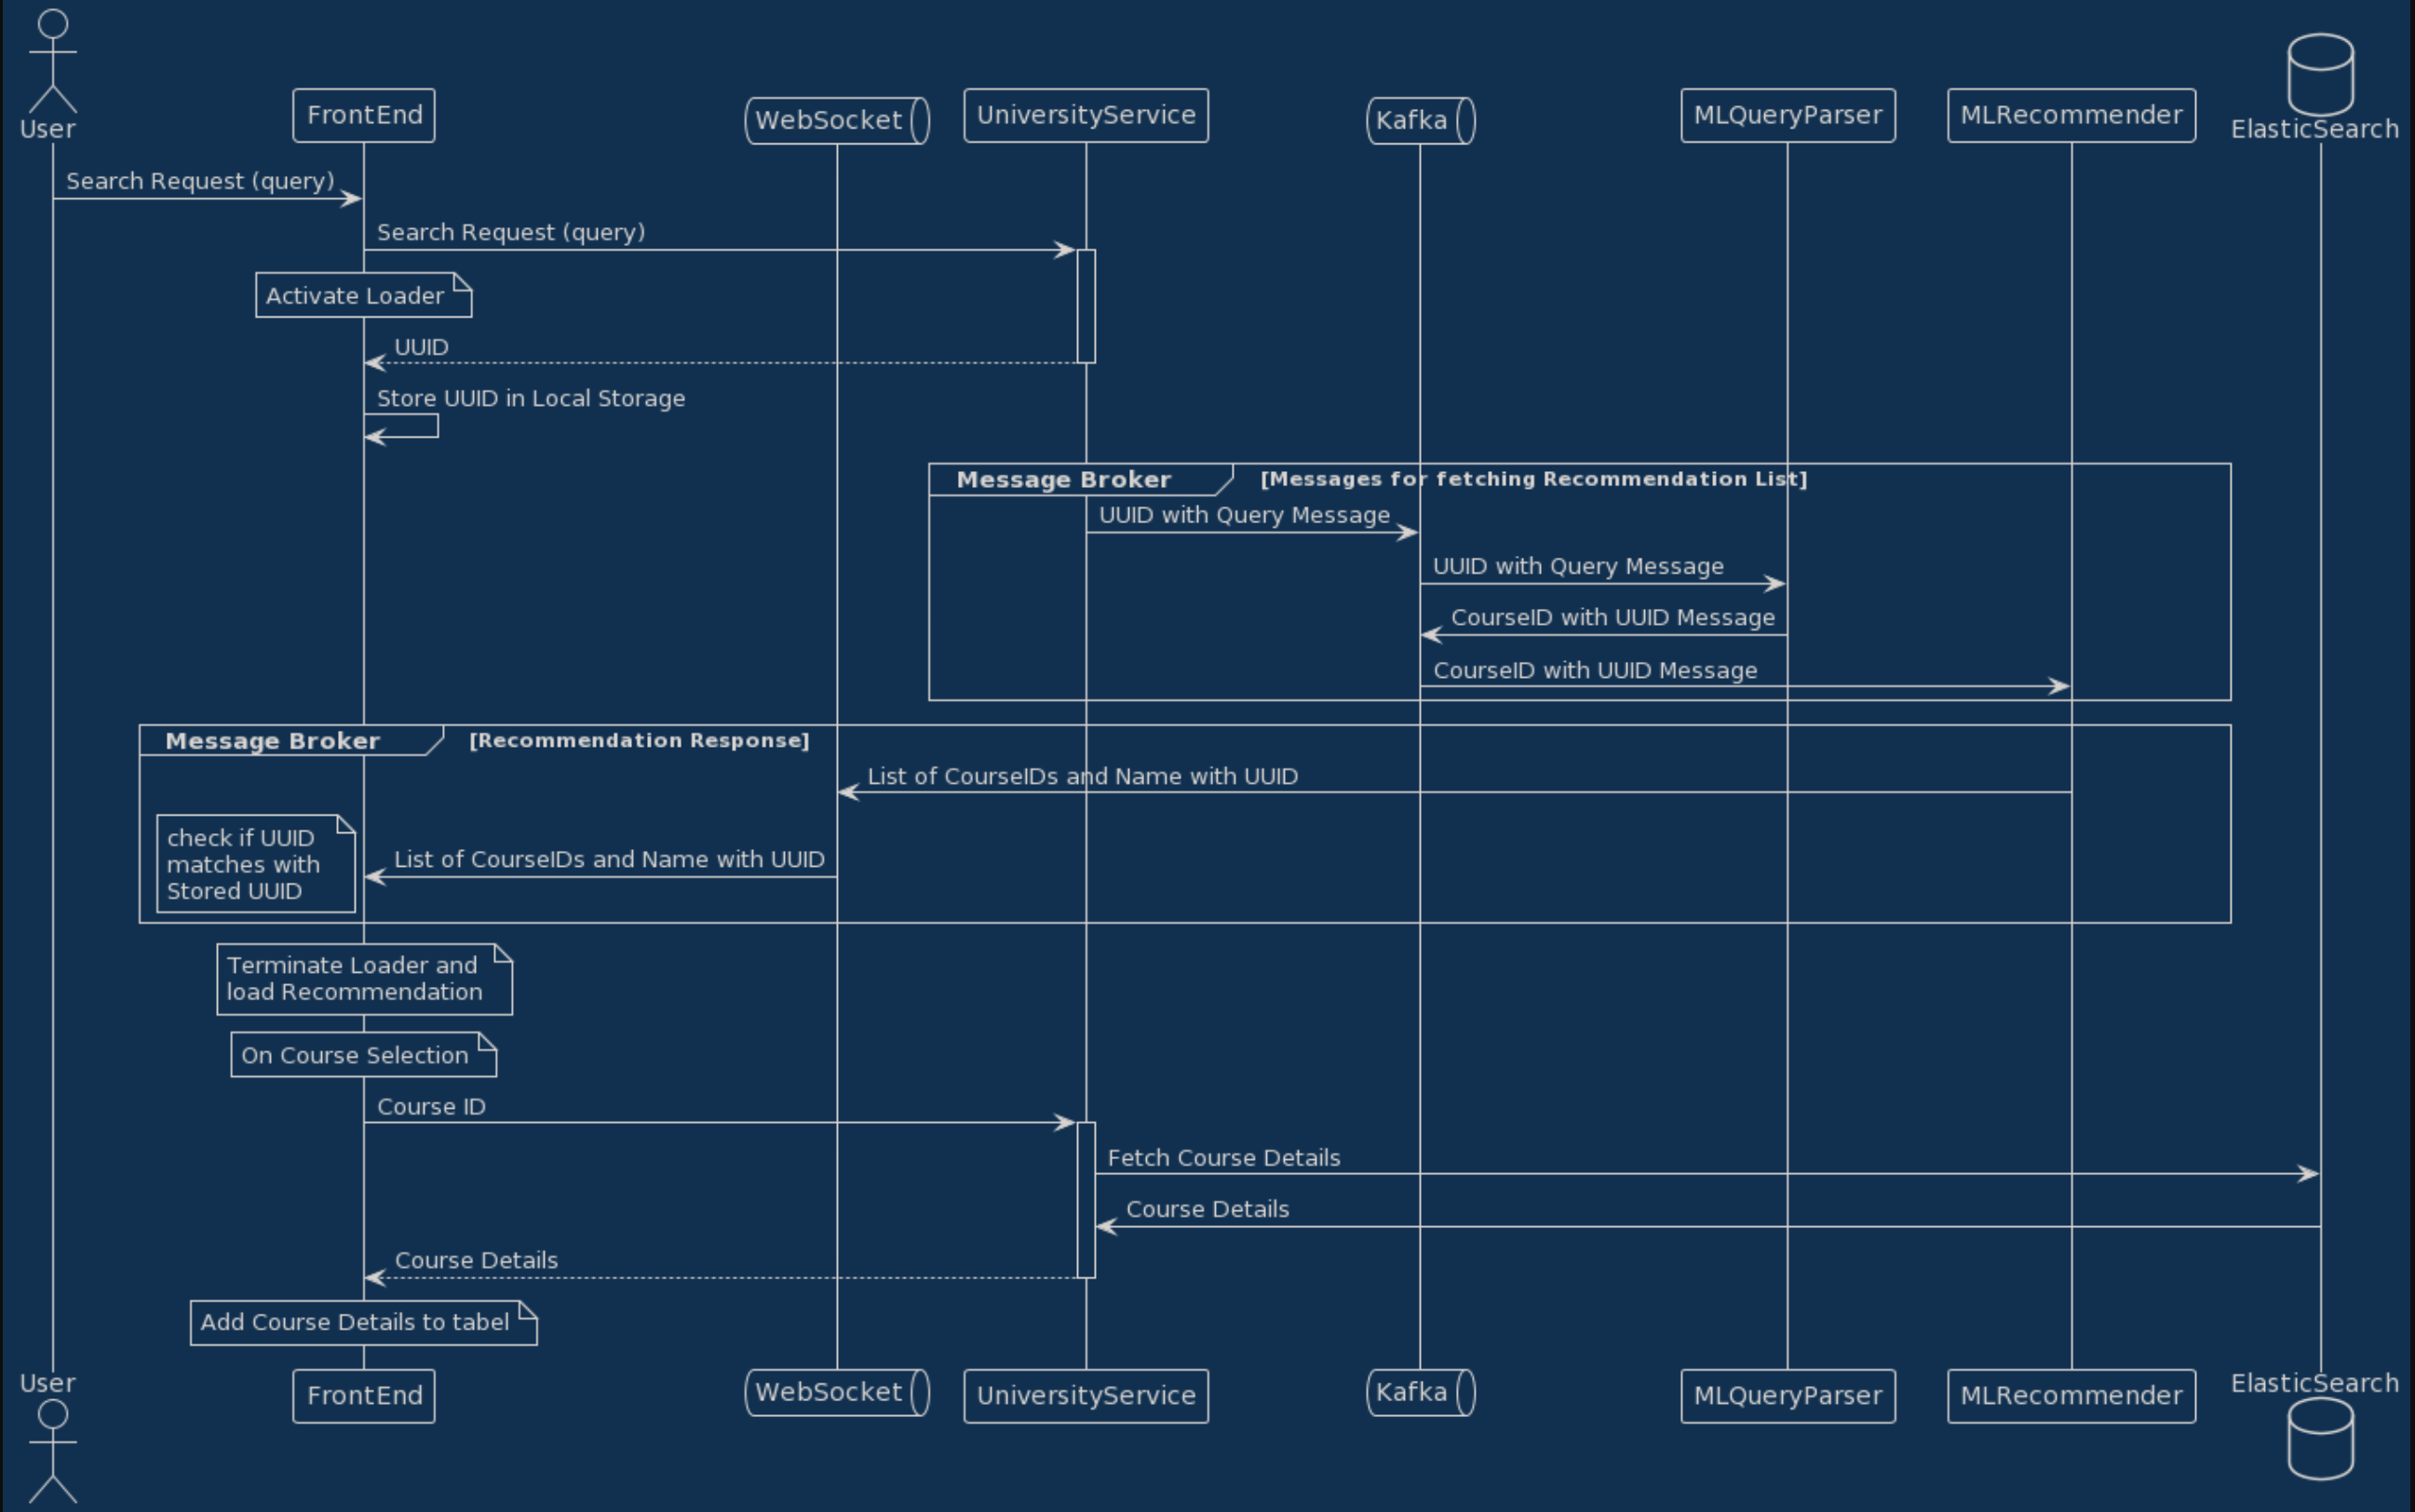 User
FrontEnd
WebSocket
UniversityService
Kafka
MLQueryParser
MLRecommender
ElasticSearch
Search Request (query)
Search Request (query)
Activate Loader
UUID
Store UUID in Local Storage
Message Broker
[Messages for fetching Recommendation List]
UUID with Query Message
UUID with Query Message
CourseID with UUID Message
CourseID with UUID Message
Message Broker
[Recommendation Response]
List of CourseIDs and Name with UUID
check if UUID
matches with
Stored UUID
List of CourseIDs and Name with UUID
Terminate Loader and
load Recommendation
On Course Selection
Course ID
Fetch Course Details
Course Details
Course Details
Add Course Details to tabel
User
FrontEnd
WebSocket
UniversityService
Kafka
MLQueryParser
MLRecommender
ElasticSearch